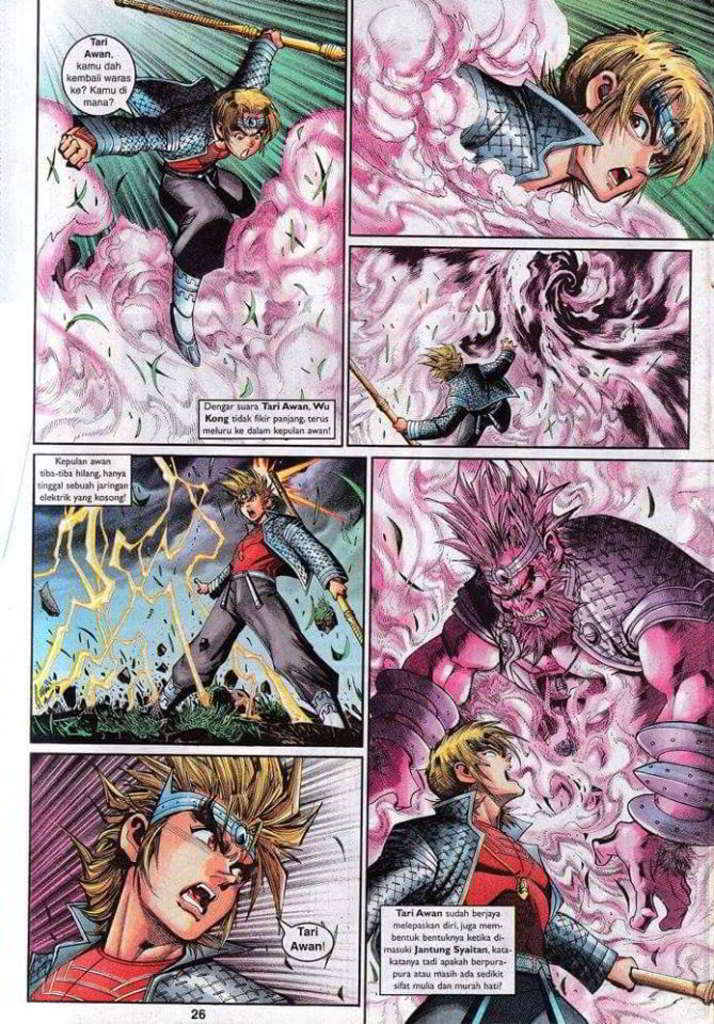 Tari
Awan,
kamu dah
kembali waras
ke? Kamu di
mana?
Dengar suara Tari Awan, Wu
Kong tidak fikir panjang, terus
meluru ke dalam kepulan awan!
Kepulan awan
tiba-tiba hilang, hanya
tinggal sebuah jaringan
elektrik yang kosong!
Tari
Awan!
Tari Awan sudah berjaya
melepaskan diri, juga mem-
bentuk bentuknya ketika di-
masuki Jantung Syaitan, kata-
katanya tadi apakah berpura-
pura atau masih ada sedikit
sifat mulia dan murah hati?
26